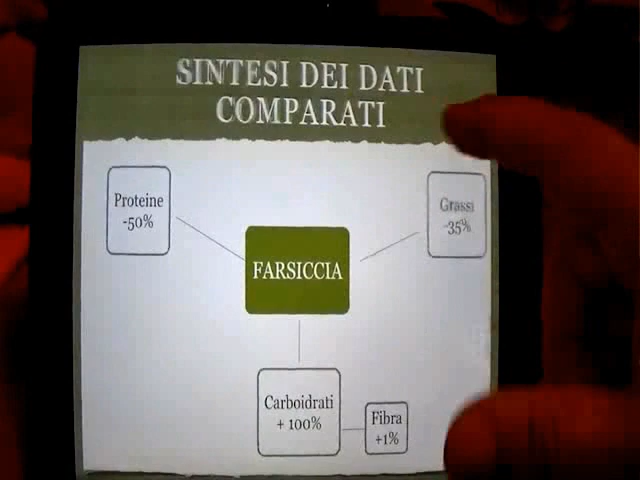 SINTESI DEI DATI
COMPARATI
Proteine
-50%
Grassi
-35%
FARSICCIA
Carboidrati
+ 100%
Fibra
+1%